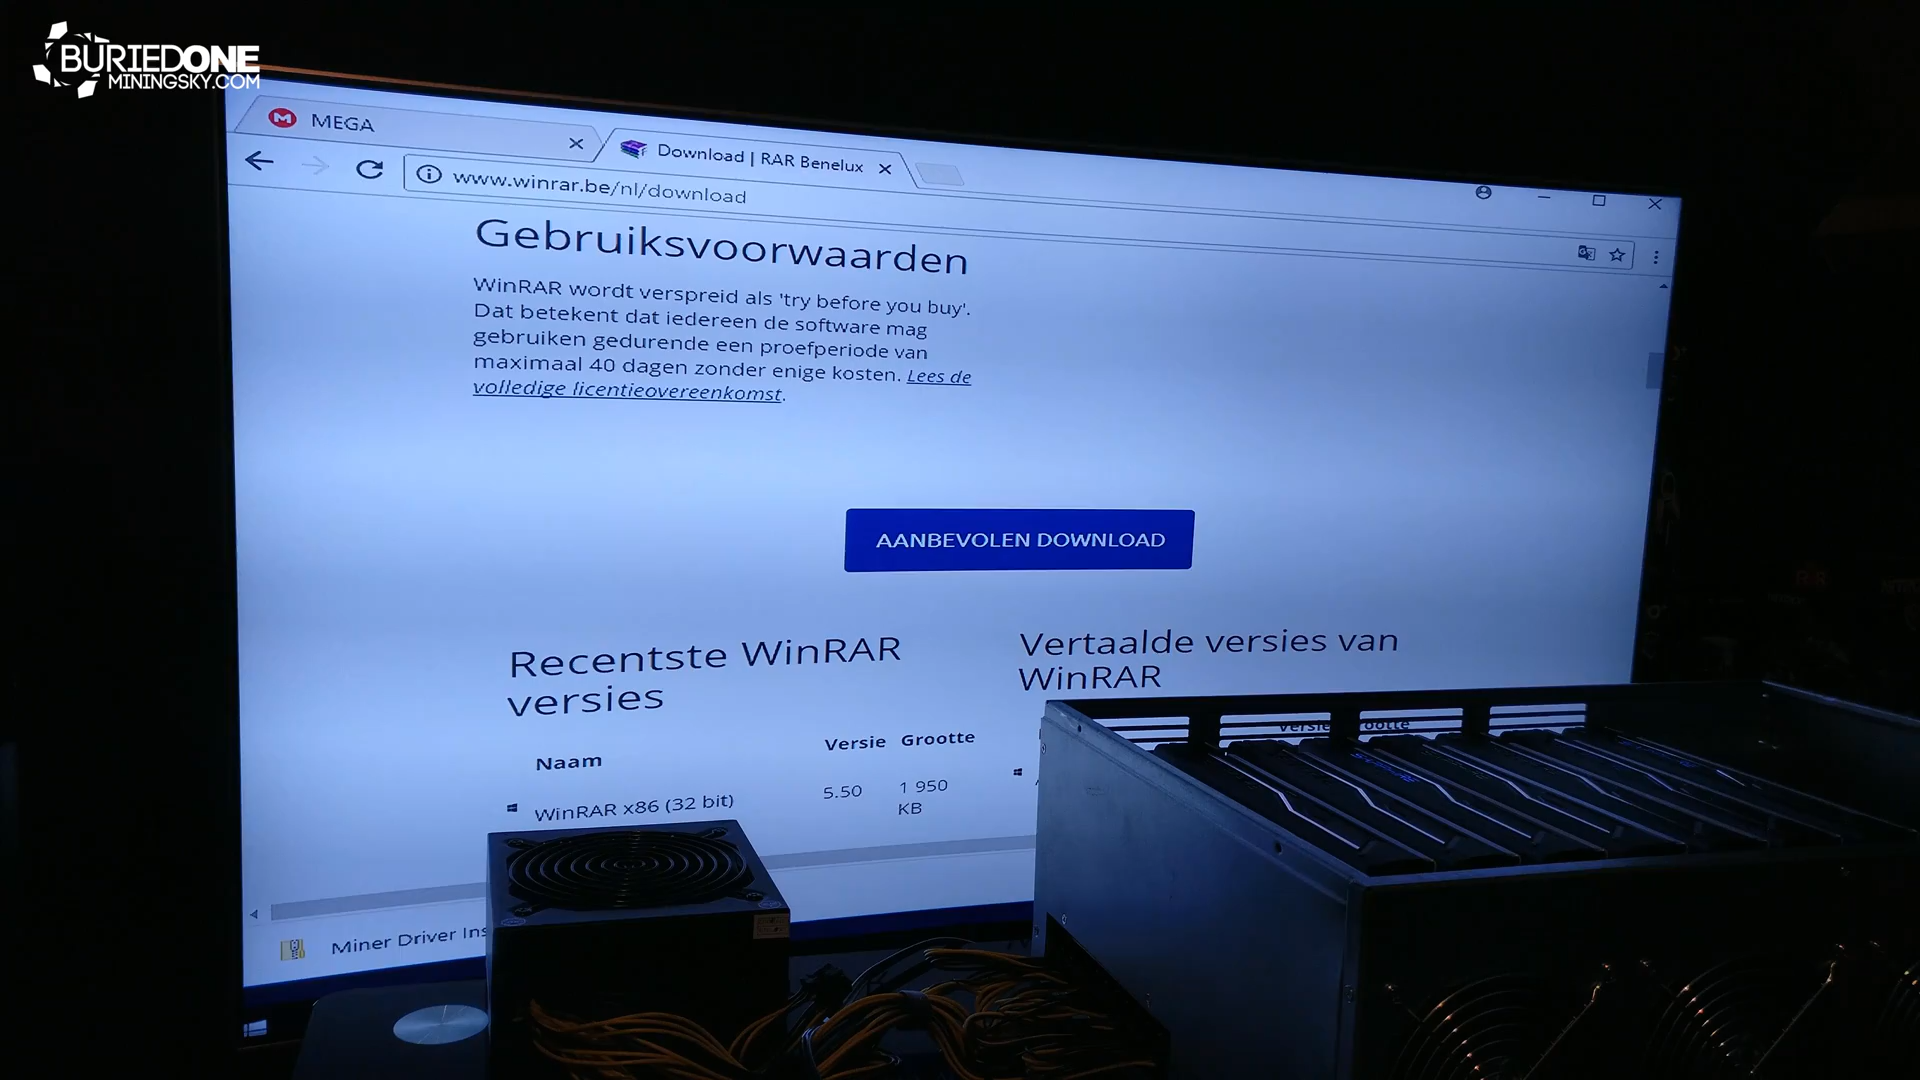 BURIEDONE
MININGSKY.COM
MEGA
Download | RAR Benelux
www.winrar.be/nl/download
Gebruiksvoorwaarden
WinRAR wordt verspreid als 'try before you buy'.
Dat betekent dat iedereen de software mag
gebruiken gedurende een proefperiode van
maximaal 40 dagen zonder enige kosten. Lees de
volledige licentieovereenkomst.
AANBEVOLEN DOWNLOAD
Recentste WinRAR
versies
Naam Versie Grootte
WinRAR x86 (32 bit) 5.50 1 950
KB
Vertaalde versies van
WinRAR
Versie Grootte
Miner Driver Ins